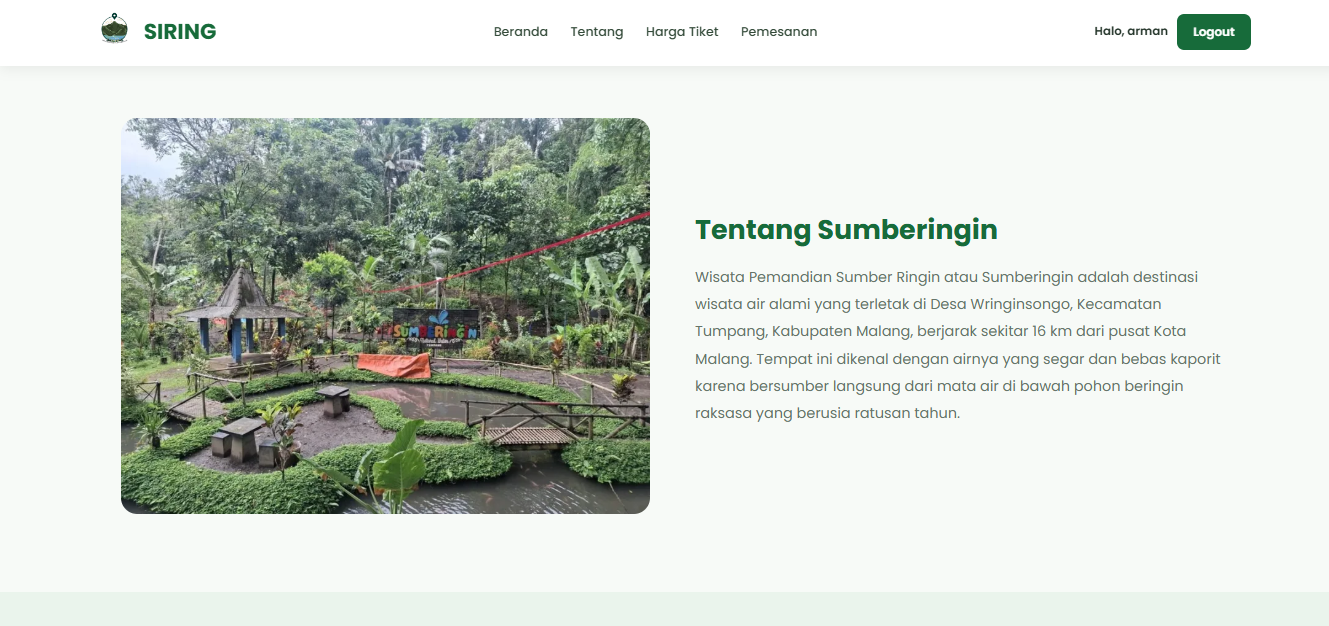 SIRING
Beranda Tentang Harga Tiket Pemesanan
Halo, arman Logout
SUMBERINGIN
Tentang Sumberingin
Wisata Pemandian Sumber Ringin atau Sumberingin adalah destinasi
wisata air alami yang terletak di Desa Wringinsongo, Kecamatan
Tumpang, Kabupaten Malang, berjarak sekitar 16 km dari pusat Kota
Malang. Tempat ini dikenal dengan airnya yang segar dan bebas kaporit
karena bersumber langsung dari mata air di bawah pohon beringin
raksasa yang berusia ratusan tahun.